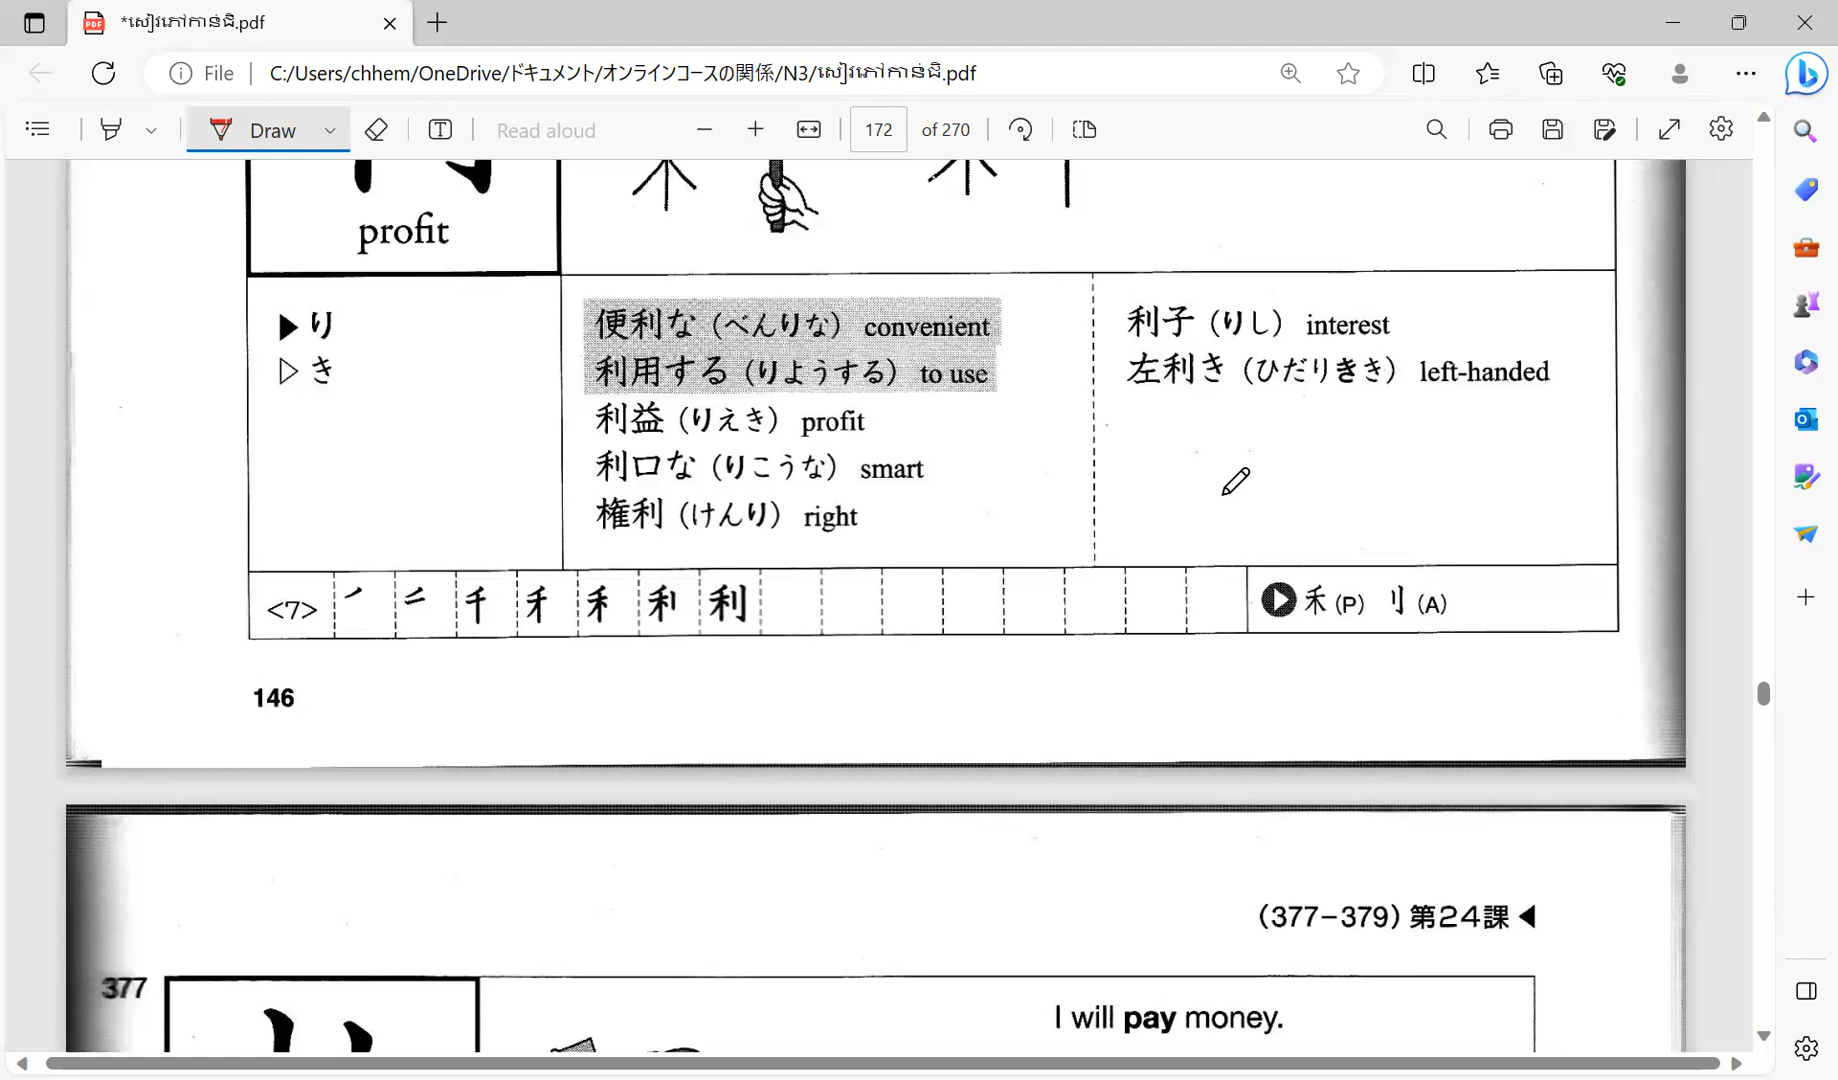 *សៀវភៅកាន់ជិ.pdf
File
C:/Users/chhem/OneDrive/ドキュメント/オンラインコースの関係/N3/សៀវភៅកាន់ជិ.pdf
Draw
Read aloud
172 of 270
profit
▶り
▷き
便利な（べんりな）convenient
利用する（りようする）to use
利益（りえき）profit
利口な（りこうな）smart
権利（けんり）right
利子（りし）interest
左利き（ひだりきき）left-handed
<7> 千 禾 利
禾 (P) 刂 (A)
146
(377–379) 第24課◀
377
I will pay money.